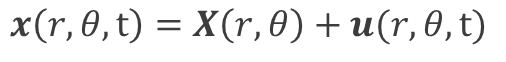 x(r, θ, t) = X(r, θ) + u(r, θ, t)